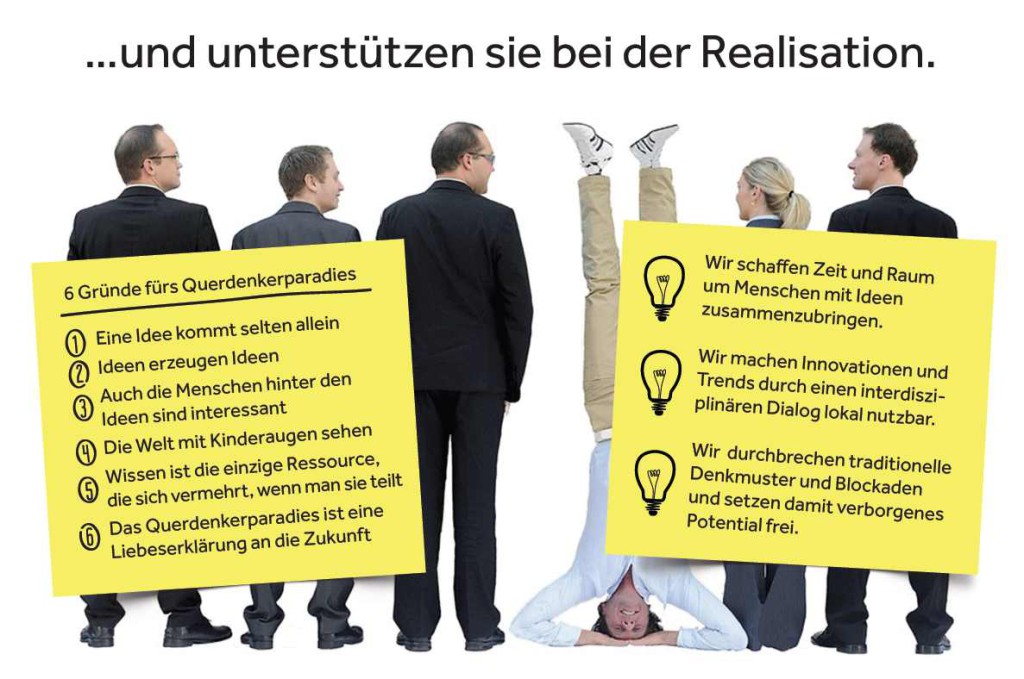 ...und unterstützen sie bei der Realisation.
6 Gründe fürs Querdenkerparadies
1 Eine Idee kommt selten allein
2 Ideen erzeugen Ideen
3 Auch die Menschen hinter den
Ideen sind interessant
4 Die Welt mit Kinderaugen sehen
5 Wissen ist die einzige Ressource,
die sich vermehrt, wenn man sie teilt
6 Das Querdenkerparadies ist eine
Liebeserklärung an die Zukunft
Wir schaffen Zeit und Raum
um Menschen mit Ideen
zusammenzubringen.
Wir machen Innovationen und
Trends durch einen interdiszi-
plinären Dialog lokal nutzbar.
Wir durchbrechen traditionelle
Denkmuster und Blockaden
und setzen damit verborgenes
Potential frei.